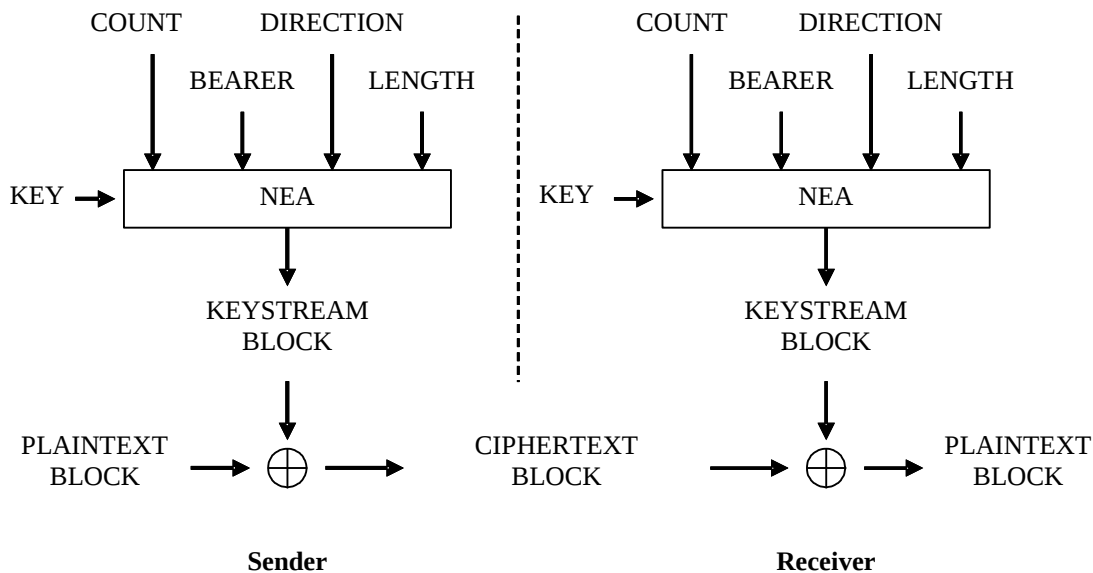 COUNT DIRECTION COUNT DIRECTION
BEARER LENGTH BEARER LENGTH
KEY NEA KEY NEA
KEYSTREAM KEYSTREAM
BLOCK BLOCK
PLAINTEXT CIPHERTEXT PLAINTEXT
BLOCK BLOCK BLOCK
Sender Receiver